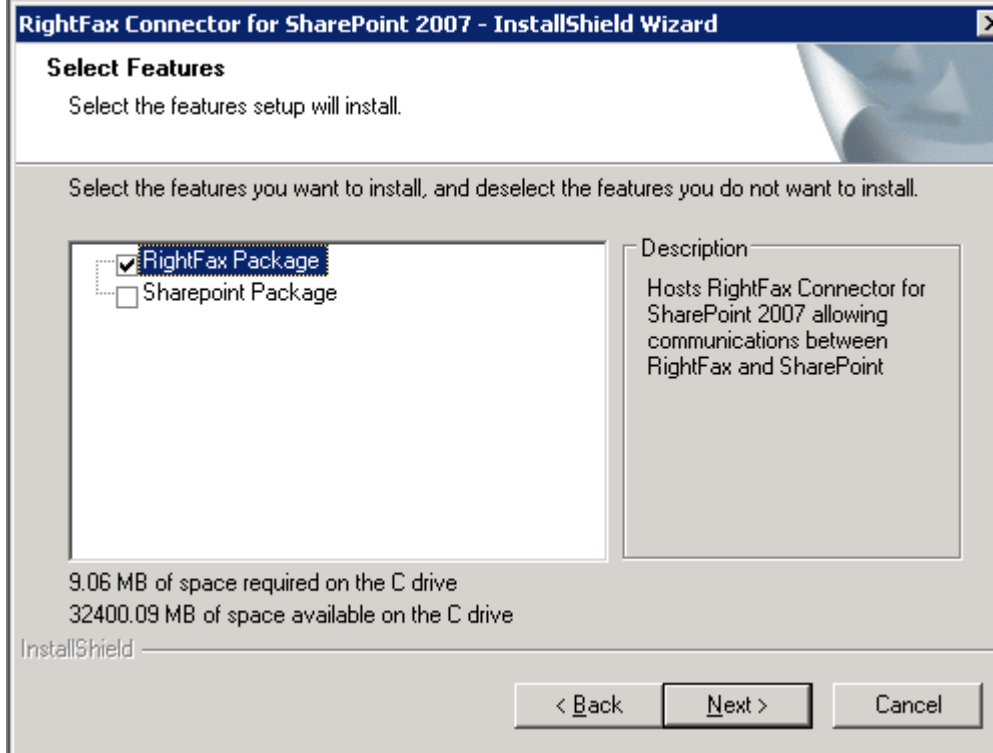 RightFax Connector for SharePoint 2007 - InstallShield Wizard
Select Features
Select the features setup will install.
Select the features you want to install, and deselect the features you do not want to install.
RightFax Package
Sharepoint Package
Description
Hosts RightFax Connector for
SharePoint 2007 allowing
communications between
RightFax and SharePoint
9.06 MB of space required on the C drive
32400.09 MB of space available on the C drive
InstallShield
< Back
Next >
Cancel